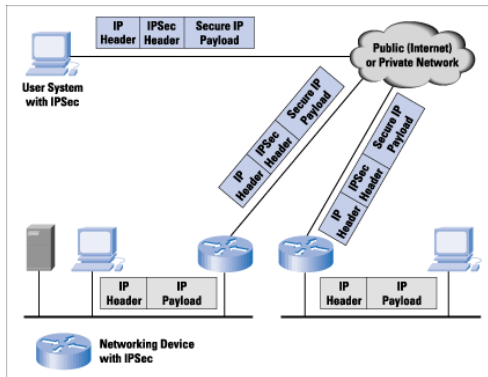 IP Header
IPSec Header
Secure IP Payload
User System
with IPSec
Public (Internet)
or Private Network
IP Header
IPSec Header
Secure IP Payload
IP Header
IPSec Header
Secure IP Payload
IP Header
IP Payload
IP Header
IP Payload
Networking Device
with IPSec